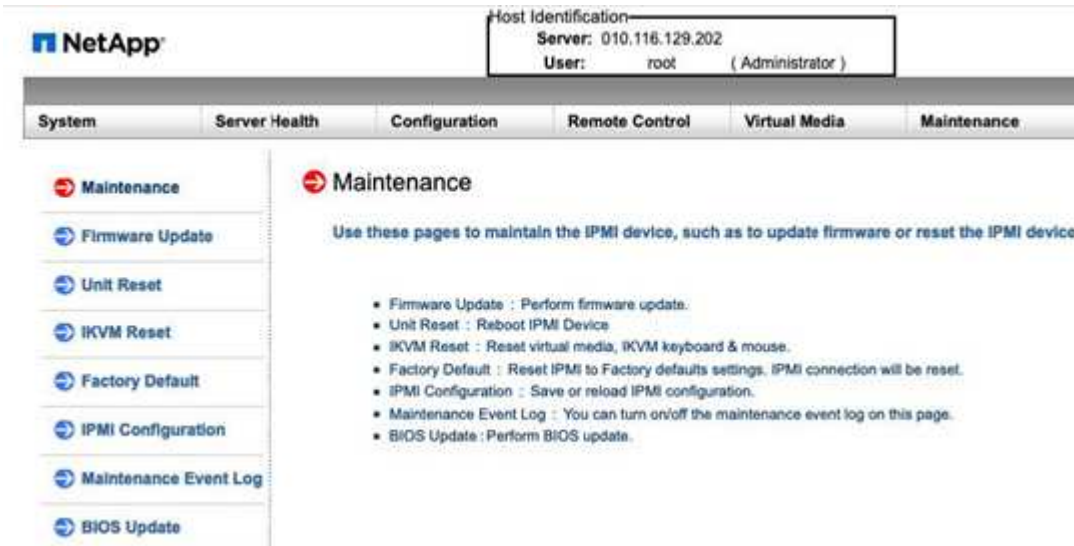 NetApp
Host Identification
Server: 010.116.129.202
User: root ( Administrator )
System Server Health Configuration Remote Control Virtual Media Maintenance
Maintenance
Firmware Update
Unit Reset
IKVM Reset
Factory Default
IPMI Configuration
Maintenance Event Log
BIOS Update
Maintenance
Use these pages to maintain the IPMI device, such as to update firmware or reset the IPMI device
Firmware Update : Perform firmware update.
Unit Reset : Reboot IPMI Device
IKVM Reset : Reset virtual media, IKVM keyboard & mouse.
Factory Default : Reset IPMI to Factory defaults settings. IPMI connection will be reset.
IPMI Configuration : Save or reload IPMI configuration.
Maintenance Event Log : You can turn on/off the maintenance event log on this page.
BIOS Update : Perform BIOS update.